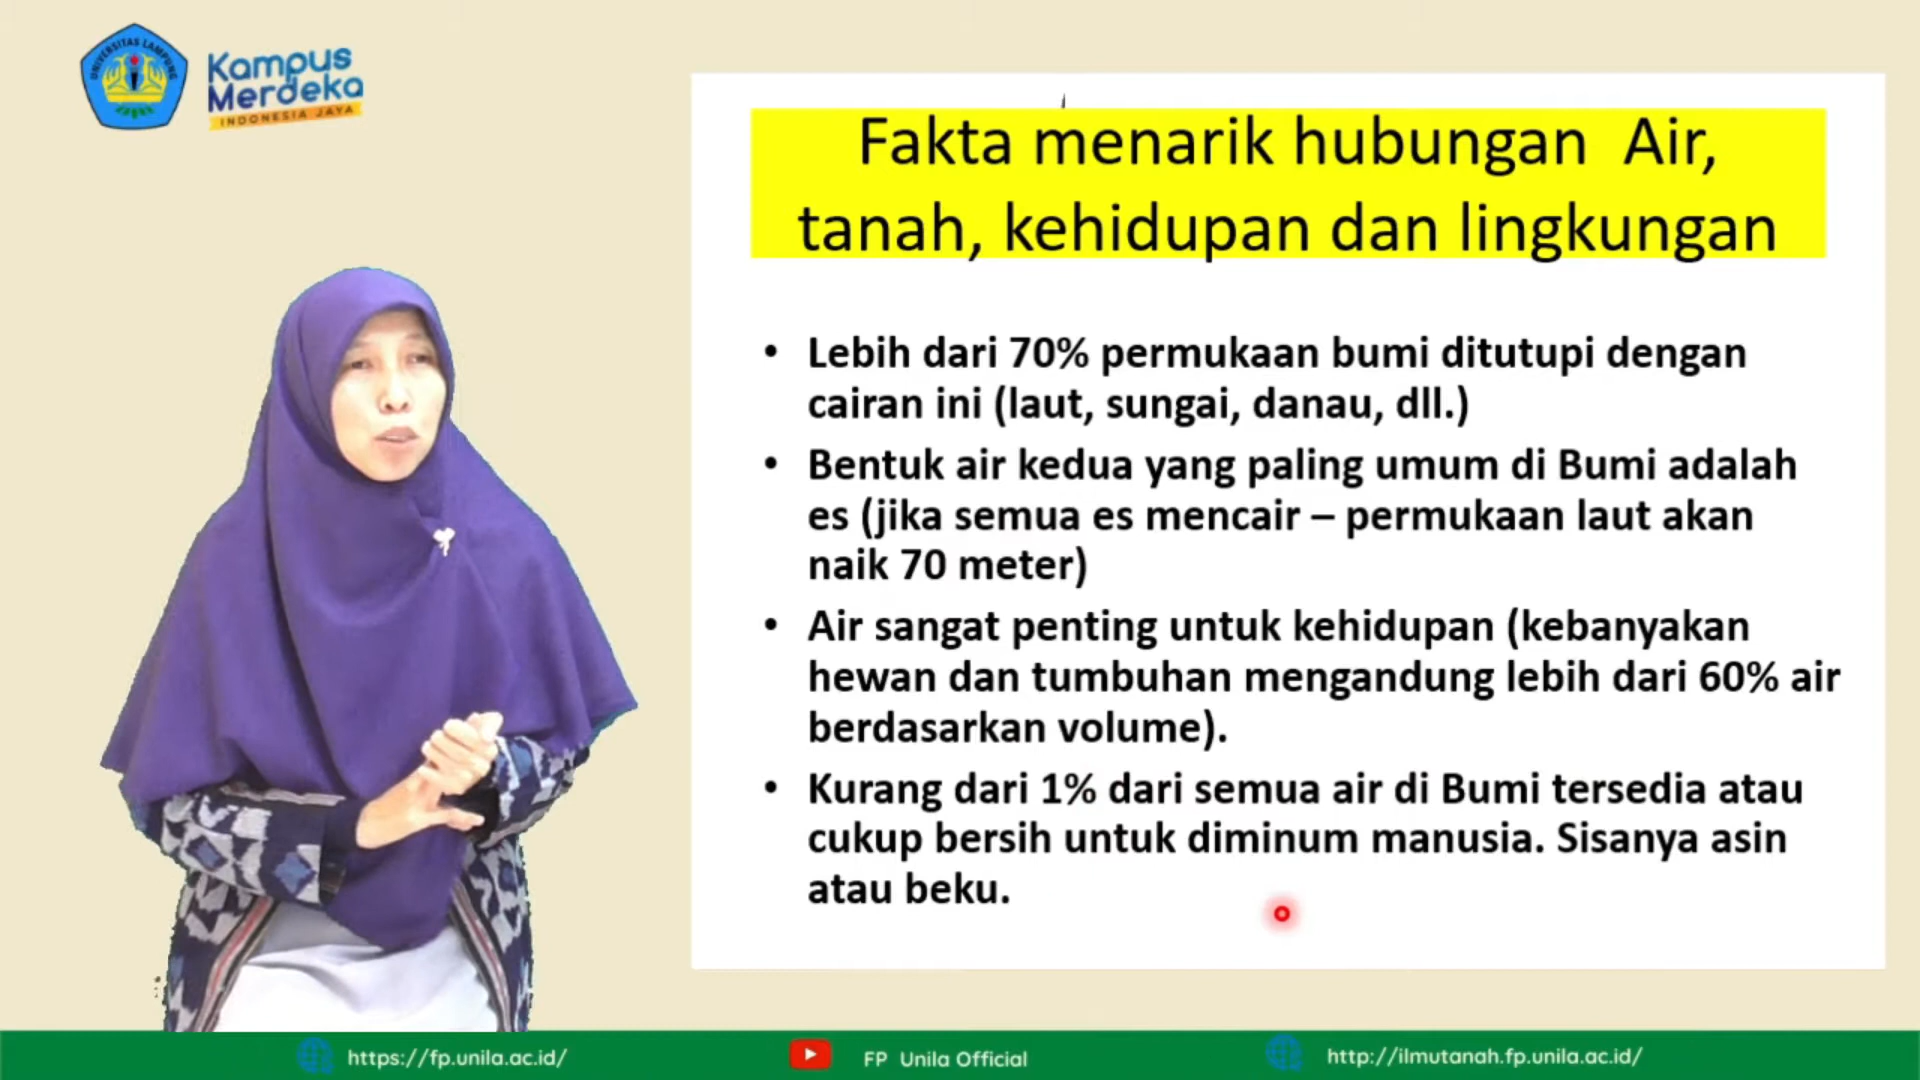 UNIVERSITAS LAMPUNG
Kampus
Merdeka
INDONESIA JAYA
Fakta menarik hubungan Air,
tanah, kehidupan dan lingkungan
• Lebih dari 70% permukaan bumi ditutupi dengan
cairan ini (laut, sungai, danau, dll.)
• Bentuk air kedua yang paling umum di Bumi adalah
es (jika semua es mencair – permukaan laut akan
naik 70 meter)
• Air sangat penting untuk kehidupan (kebanyakan
hewan dan tumbuhan mengandung lebih dari 60% air
berdasarkan volume).
• Kurang dari 1% dari semua air di Bumi tersedia atau
cukup bersih untuk diminum manusia. Sisanya asin
atau beku.
https://fp.unila.ac.id/
FP Unila Official
http://ilmutanah.fp.unila.ac.id/